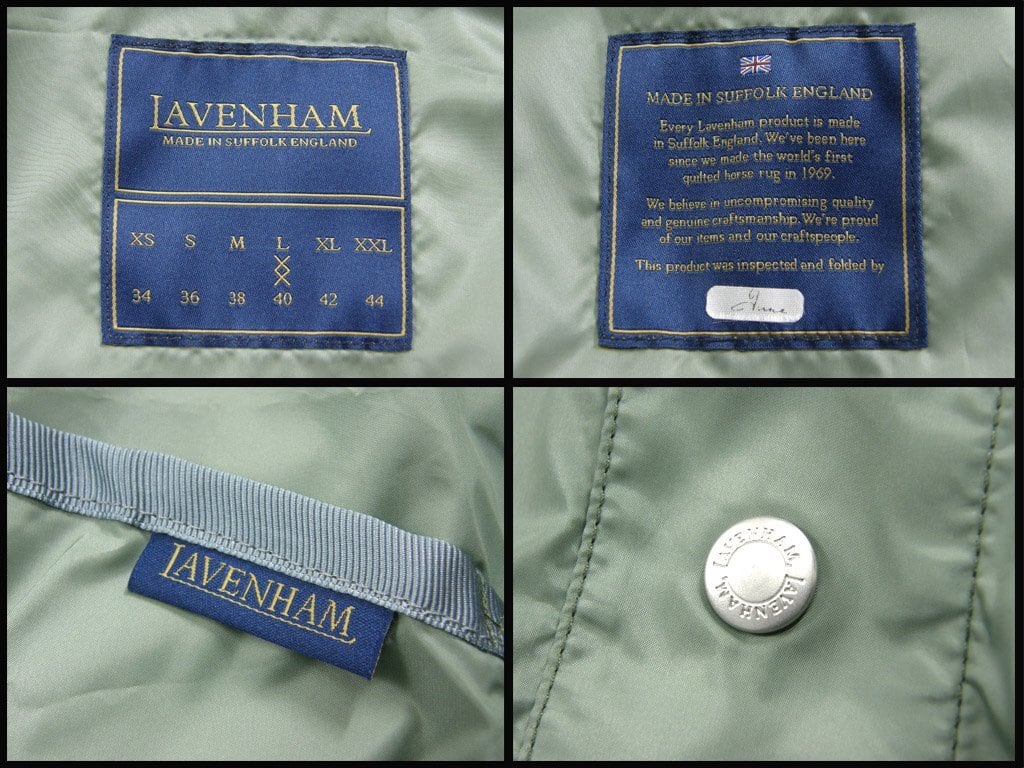 LAVENHAM
MADE IN SUFFOLK ENGLAND
XS S M L XL XXL
XXX
34 36 38 40 42 44
MADE IN SUFFOLK ENGLAND
Every Lavenham product is made
in Suffolk England. We've been here
since we made the world's first
quilted horse rug in 1969.
We believe in uncompromising quality
and genuine craftsmanship. We're proud
of our items and our craftspeople.
This product was inspected and folded by
LAVENHAM
LAVENHAM LAVENHAM